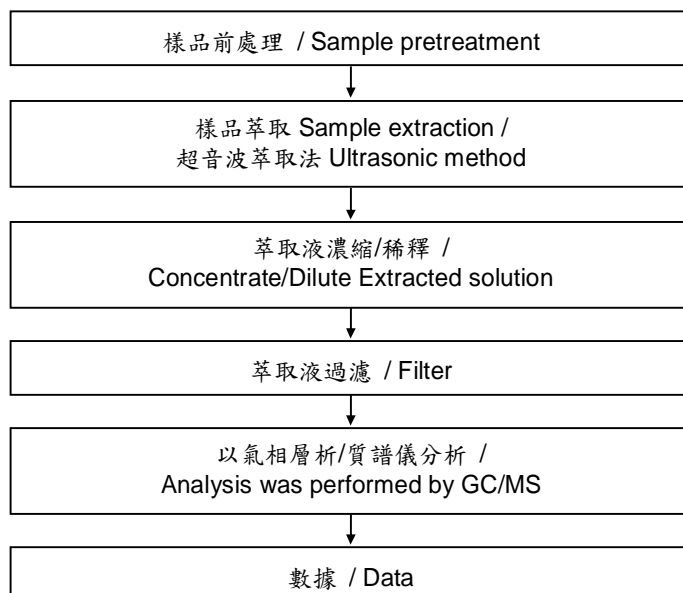 樣品前處理 / Sample pretreatment
樣品萃取 Sample extraction /
超音波萃取法 Ultrasonic method
萃取液濃縮/稀釋 /
Concentrate/Dilute Extracted solution
萃取液過濾 / Filter
以氣相層析/質譜儀分析 /
Analysis was performed by GC/MS
數據 / Data